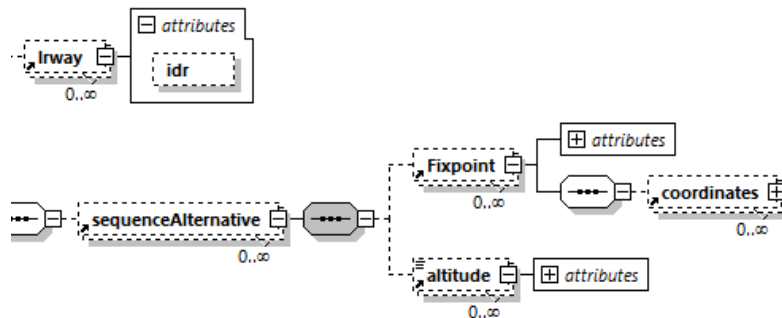 attributes
lrway
idr
0..∞
attributes
Fixpoint
0..∞
coordinates
0..∞
sequenceAlternative
0..∞
altitude
attributes
0..∞